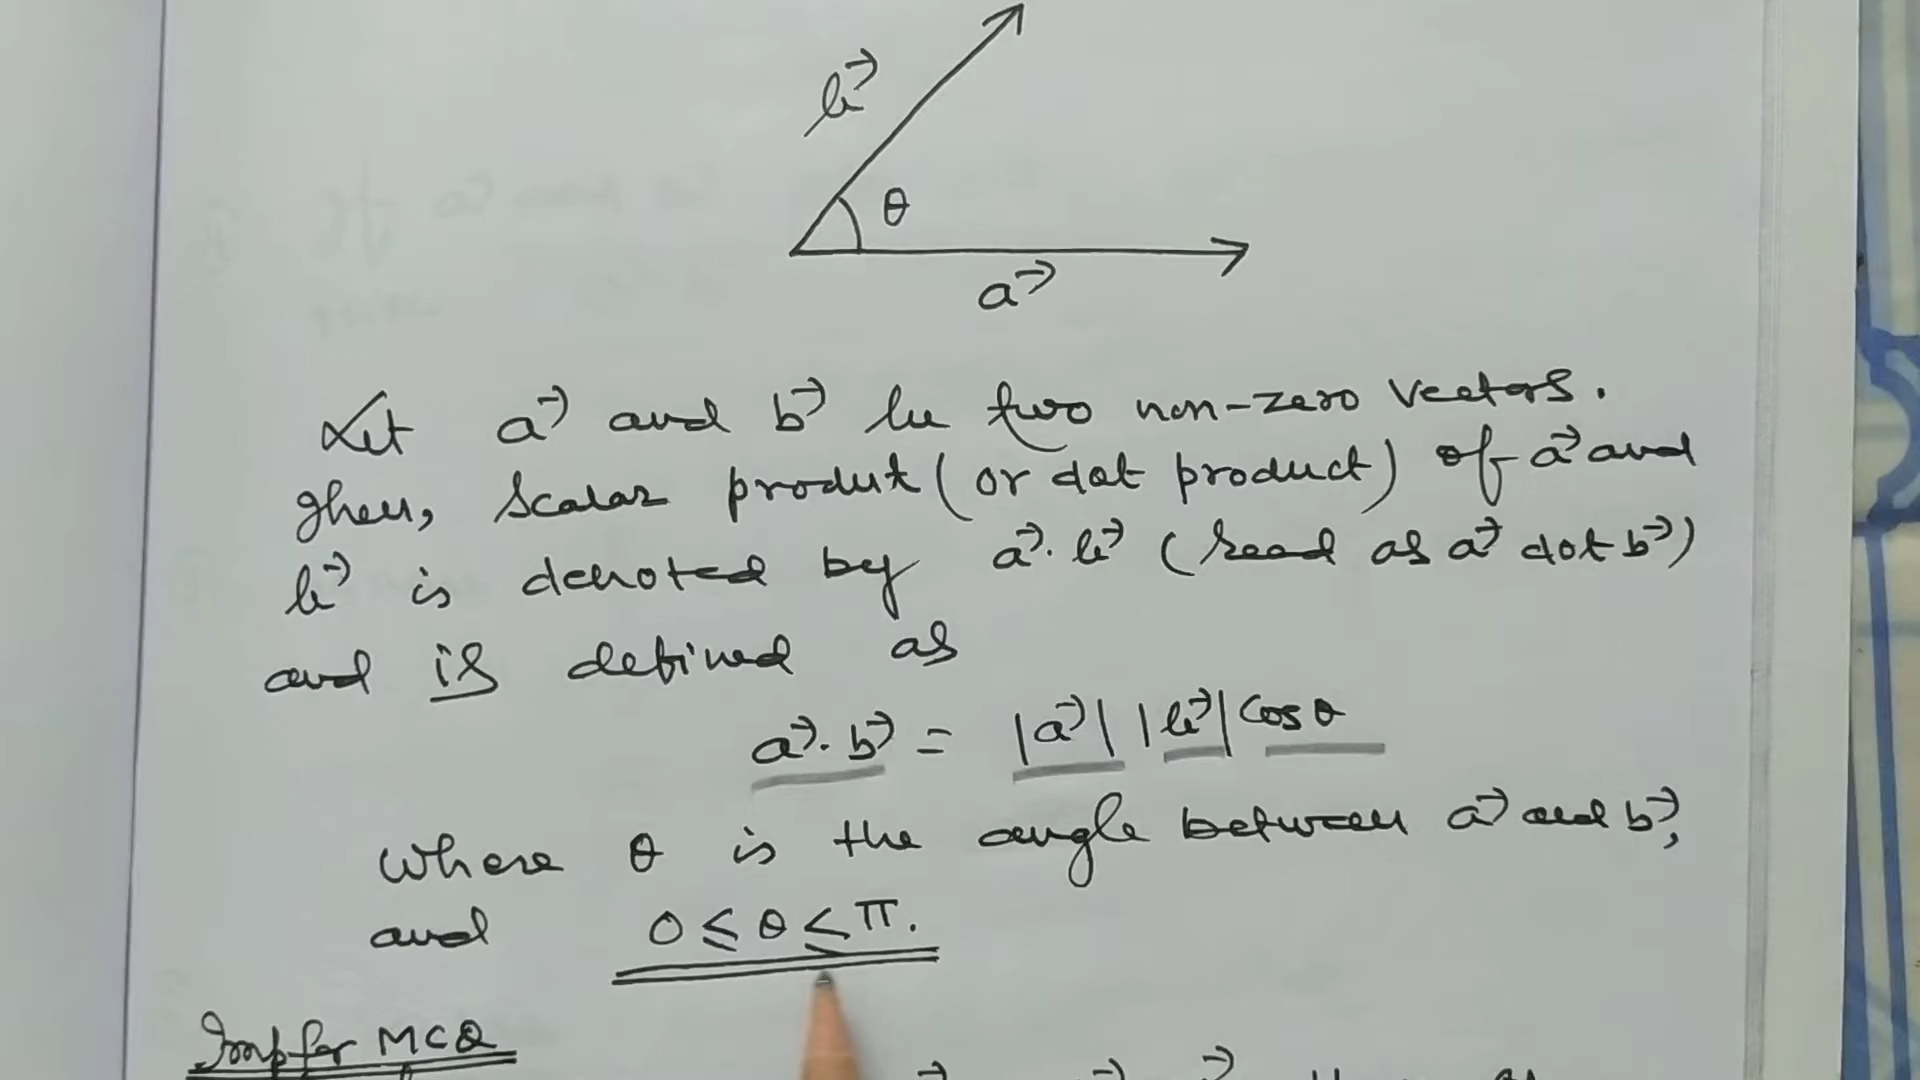 b⃗
θ
a⃗
Let a⃗ and b⃗ be two non-zero vectors.
Then, Scalar product (or dot product) of a⃗ and
b⃗ is denoted by a⃗. b⃗ (read as a⃗ dot b⃗)
and is defined as
a⃗. b⃗ = |a⃗| |b⃗| Cosθ
Where θ is the angle between a⃗ and b⃗,
and 0 ≤ θ ≤ π.
Imp for MCQ